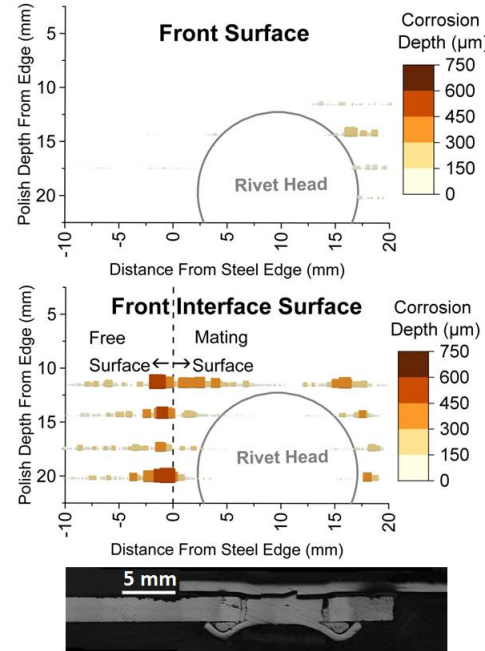 Front Surface
Corrosion
Depth (µm)
750
600
450
300
150
0
Polish Depth From Edge (mm)
5
10
15
20
Rivet Head
-10
-5
0
5
10
15
20
Distance From Steel Edge (mm)
Front Interface Surface
Corrosion
Depth (µm)
750
600
450
300
150
0
Free
Surface
Mating
Surface
Polish Depth From Edge (mm)
5
10
15
20
Rivet Head
-10
-5
0
5
10
15
20
Distance From Steel Edge (mm)
5 mm